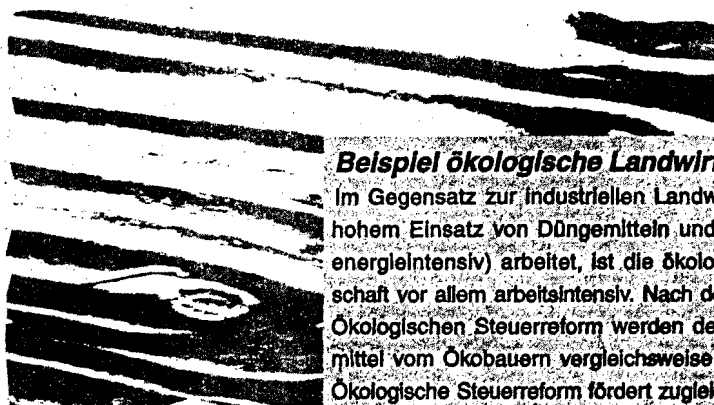 Beispiel ökologische Landwir
Im Gegensatz zur industriellen Landw
hohem Einsatz von Düngemitteln und
energieintensiv) arbeitet, ist die ökolo
schaft vor allem arbeitsintensiv. Nach d
Ökologischen Steuerreform werden de
mittel vom Ökobauern vergleichsweise
Ökologische Steuerreform fördert zuglei